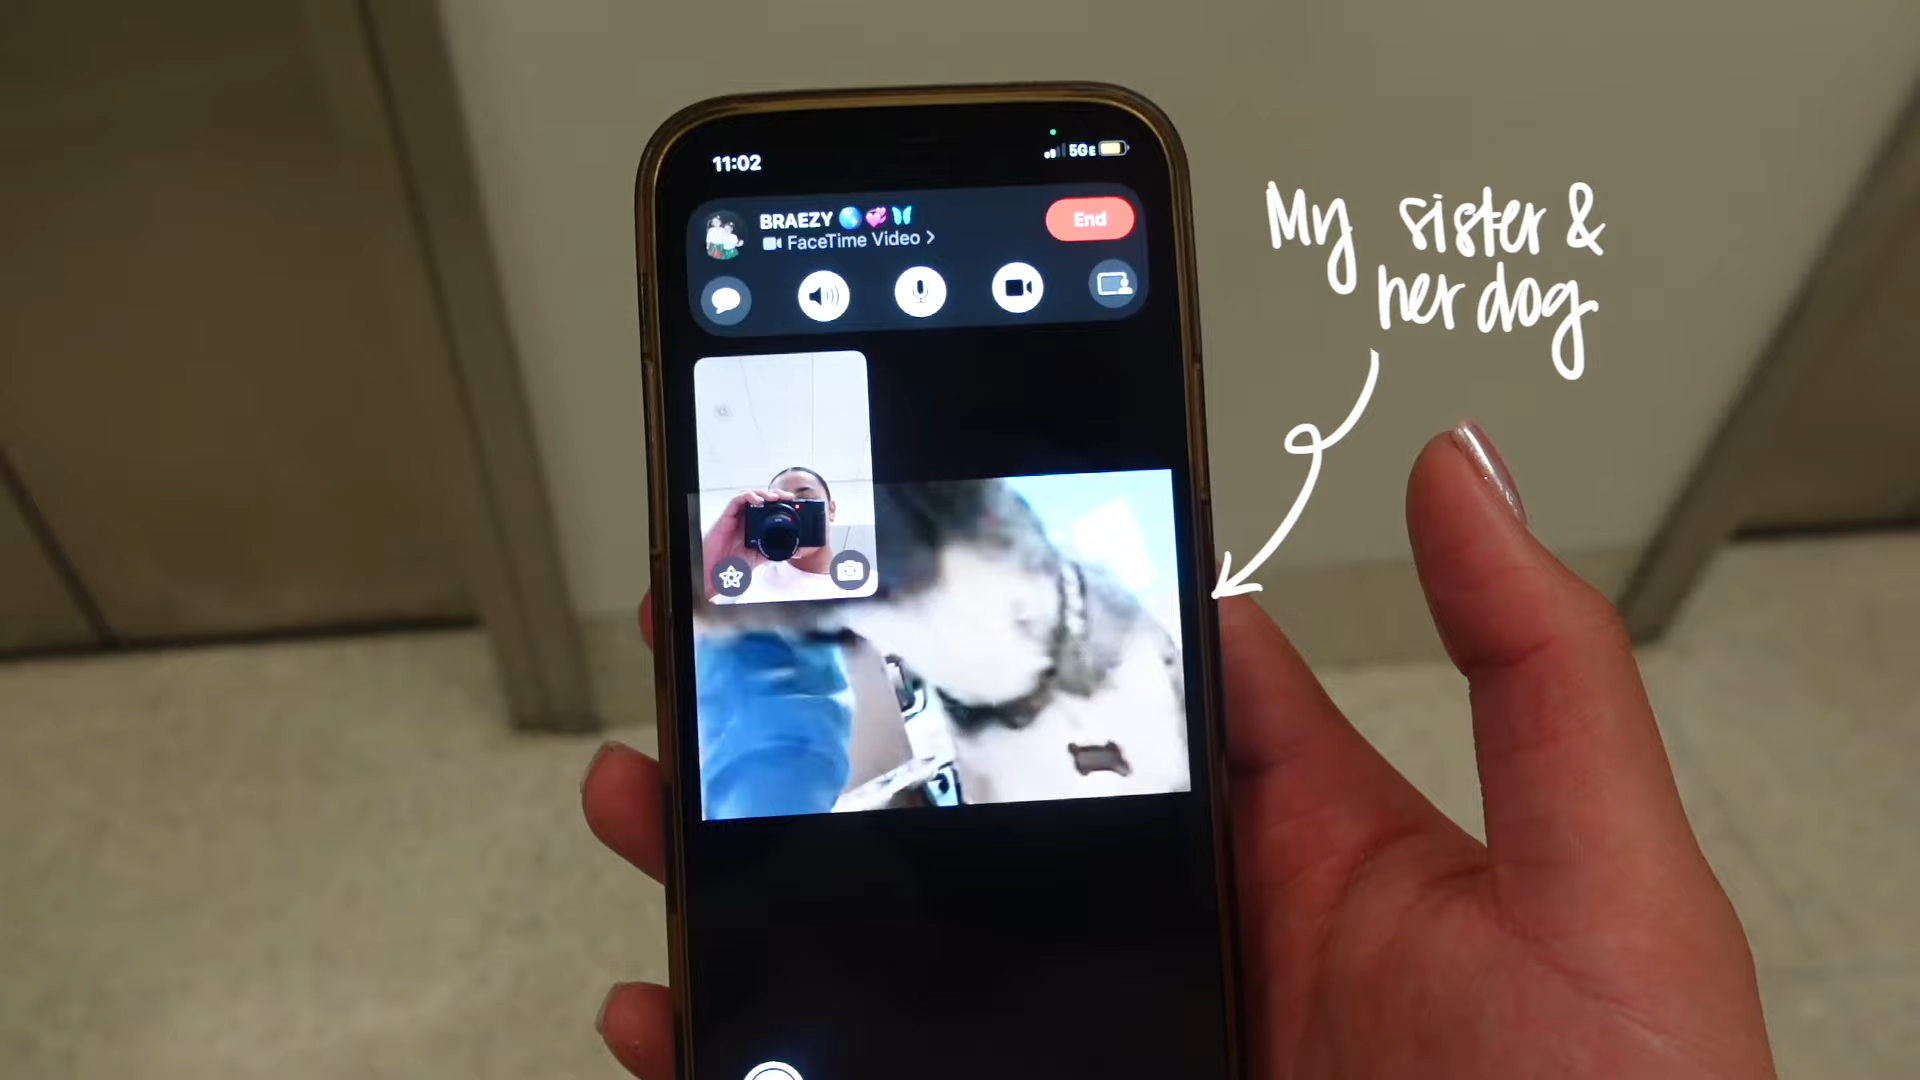 11:02
5GE
BRAEZY 🌎💞🦋
FaceTime Video >
End
My sister &
her dog